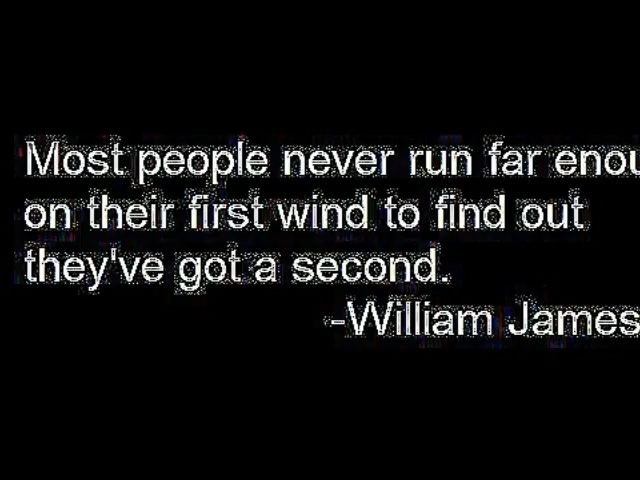 Most people never run far enou
on their first wind to find out
they've got a second.
-William James